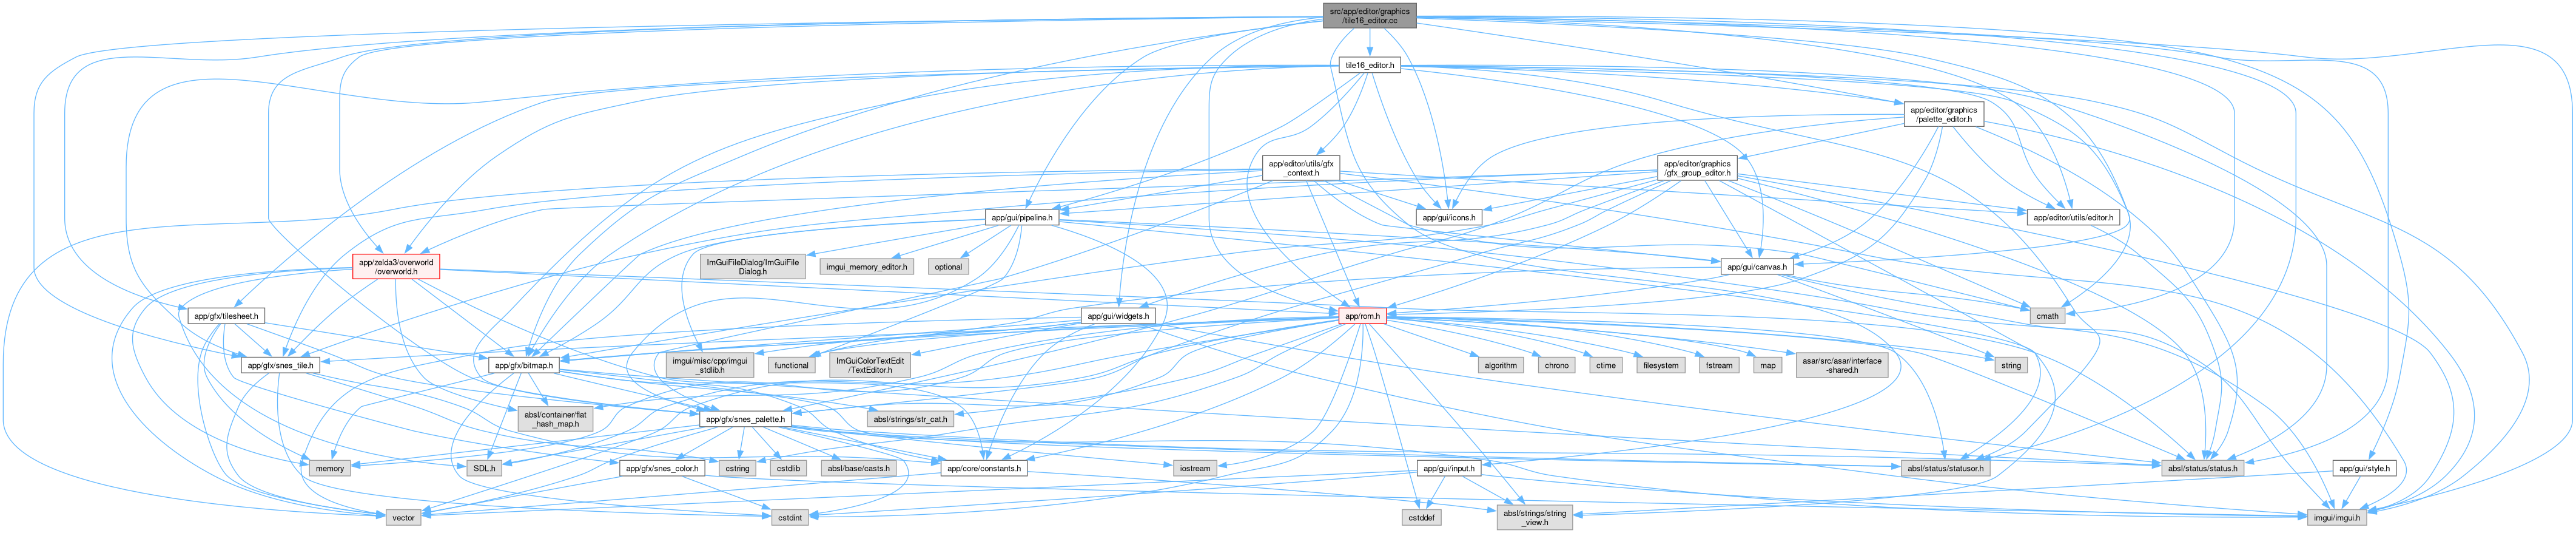 src/app/editor/graphics
/tile16_editor.cc
tile16_editor.h
app/editor/graphics
/palette_editor.h
app/editor/utils/gfx
_context.h
app/editor/graphics
/gfx_group_editor.h
app/gui/pipeline.h
app/gui/icons.h
app/editor/utils/editor.h
app/zelda3/overworld
/overworld.h
ImGuiFileDialog/ImGuiFile
Dialog.h
imgui_memory_editor.h
optional
app/gui/canvas.h
app/gfx/tilesheet.h
app/gui/widgets.h
app/rom.h
cmath
app/gfx/snes_tile.h
app/gfx/bitmap.h
imgui/misc/cpp/imgui
_stdlib.h
functional
ImGuiColorTextEdit
/TextEditor.h
algorithm
chrono
ctime
filesystem
fstream
map
asar/src/asar/interface
-shared.h
string
absl/container/flat
_hash_map.h
app/gfx/snes_palette.h
absl/strings/str_cat.h
memory
SDL.h
app/gfx/snes_color.h
cstring
cstdlib
absl/base/casts.h
app/core/constants.h
iostream
app/gui/input.h
absl/status/statusor.h
absl/status/status.h
app/gui/style.h
vector
cstdint
cstddef
absl/strings/string
_view.h
imgui/imgui.h